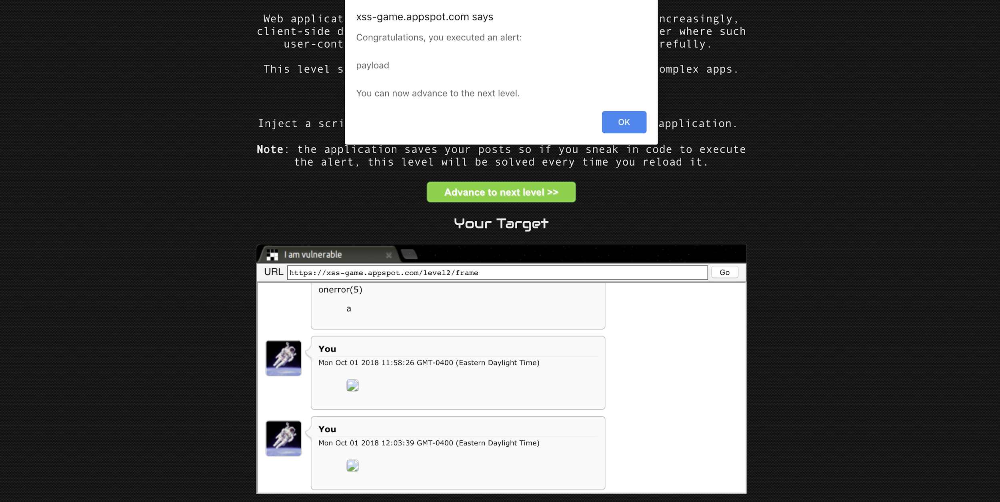 xss-game.appspot.com says
Congratulations, you executed an alert:
payload
You can now advance to the next level.
OK
Web applicat ncreasingly,
client-side d er where such
user-cont refully.
This level s omplex apps.
Inject a scri application.
Note: the application saves your posts so if you sneak in code to execute
the alert, this level will be solved every time you reload it.
Advance to next level >>
Your Target
I am vulnerable
URL https://xss-game.appspot.com/level2/frame Go
onerror(5)
a
You
Mon Oct 01 2018 11:58:26 GMT-0400 (Eastern Daylight Time)
You
Mon Oct 01 2018 12:03:39 GMT-0400 (Eastern Daylight Time)